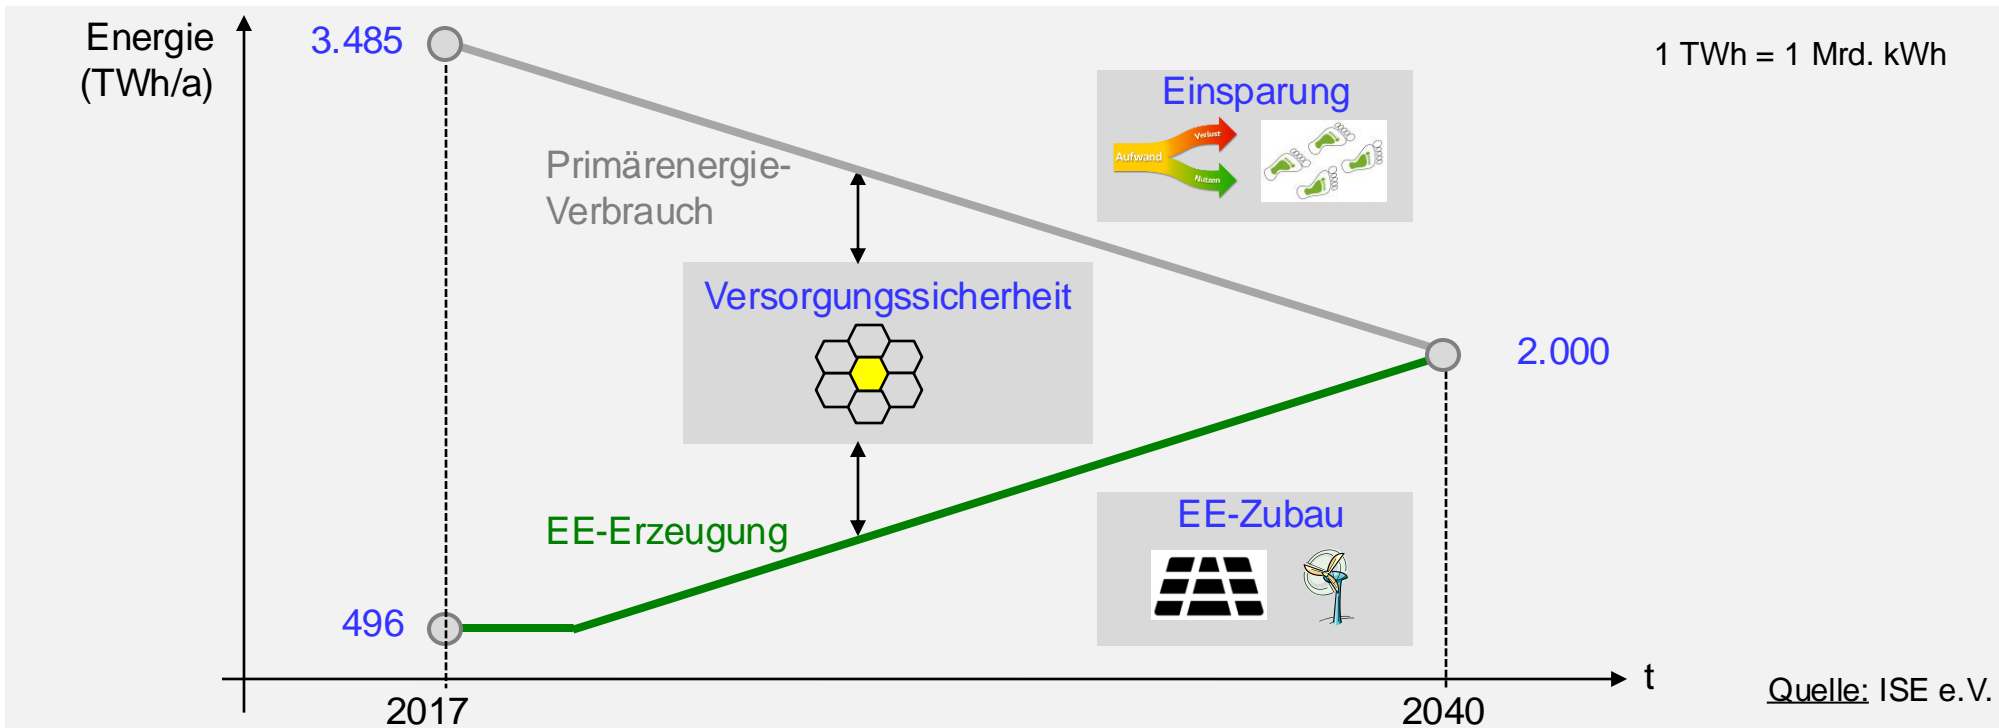 Energie
(TWh/a)
3.485
1 TWh = 1 Mrd. kWh
Einsparung
Verlust
Aufwand
Nutzen
Primärenergie-
Verbrauch
Versorgungssicherheit
2.000
EE-Erzeugung
EE-Zubau
496
t
2017
2040
Quelle: ISE e.V.